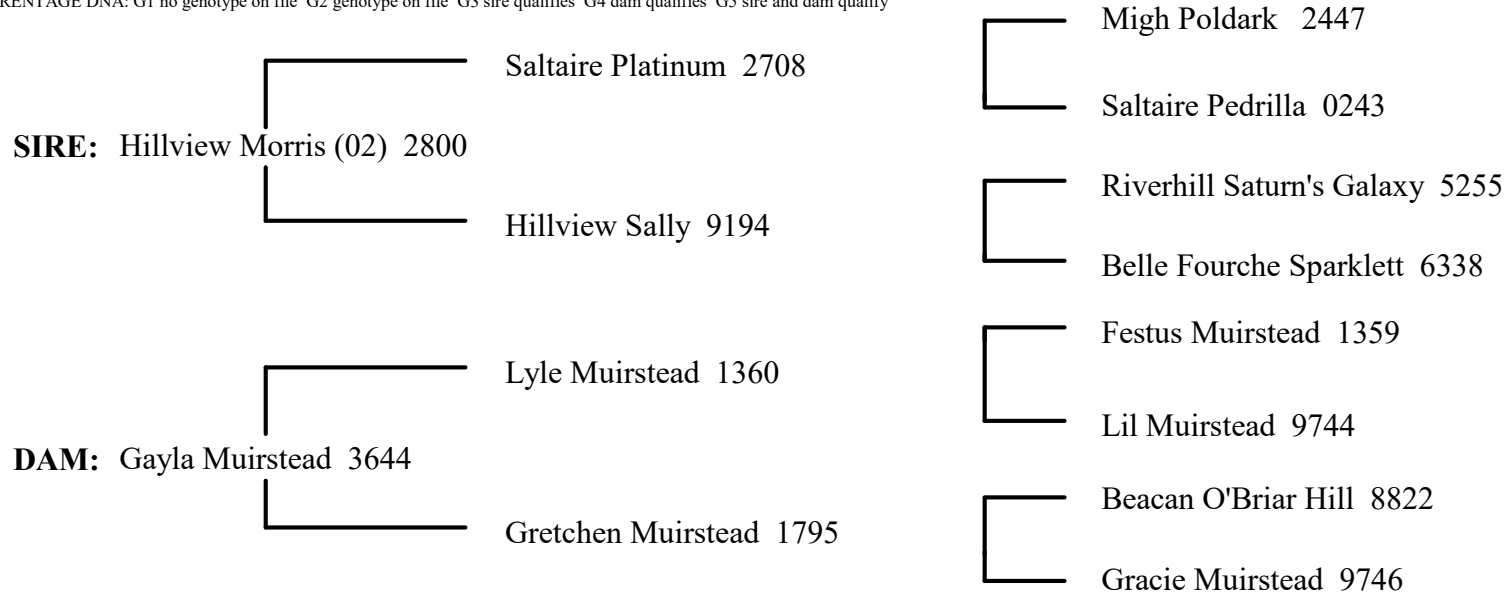 RENTAGE DNA: G1 no genotype on file G2 genotype on file G3 sire qualifies G4 dam qualifies G5 sire and dam qualify
Migh Poldark 2447
Saltaire Platinum 2708
Saltaire Pedrilla 0243
SIRE: Hillview Morris (02) 2800
Riverhill Saturn's Galaxy 5255
Hillview Sally 9194
Belle Fourche Sparklett 6338
Festus Muirstead 1359
Lyle Muirstead 1360
Lil Muirstead 9744
DAM: Gayla Muirstead 3644
Beacan O'Briar Hill 8822
Gretchen Muirstead 1795
Gracie Muirstead 9746